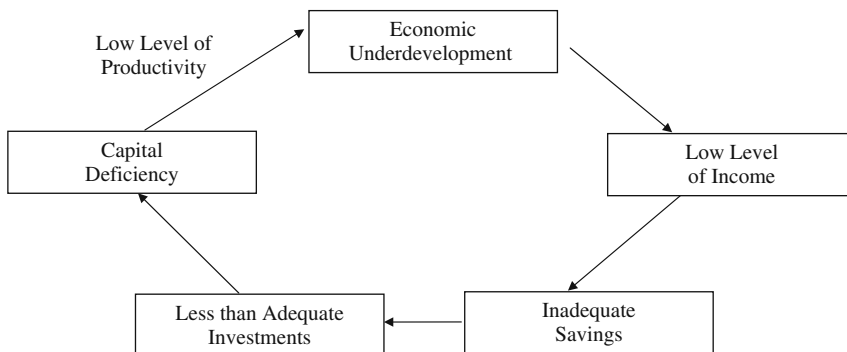 Economic
Underdevelopment
Low Level of
Productivity
Capital
Deficiency
Low Level
of Income
Less than Adequate
Investments
Inadequate
Savings